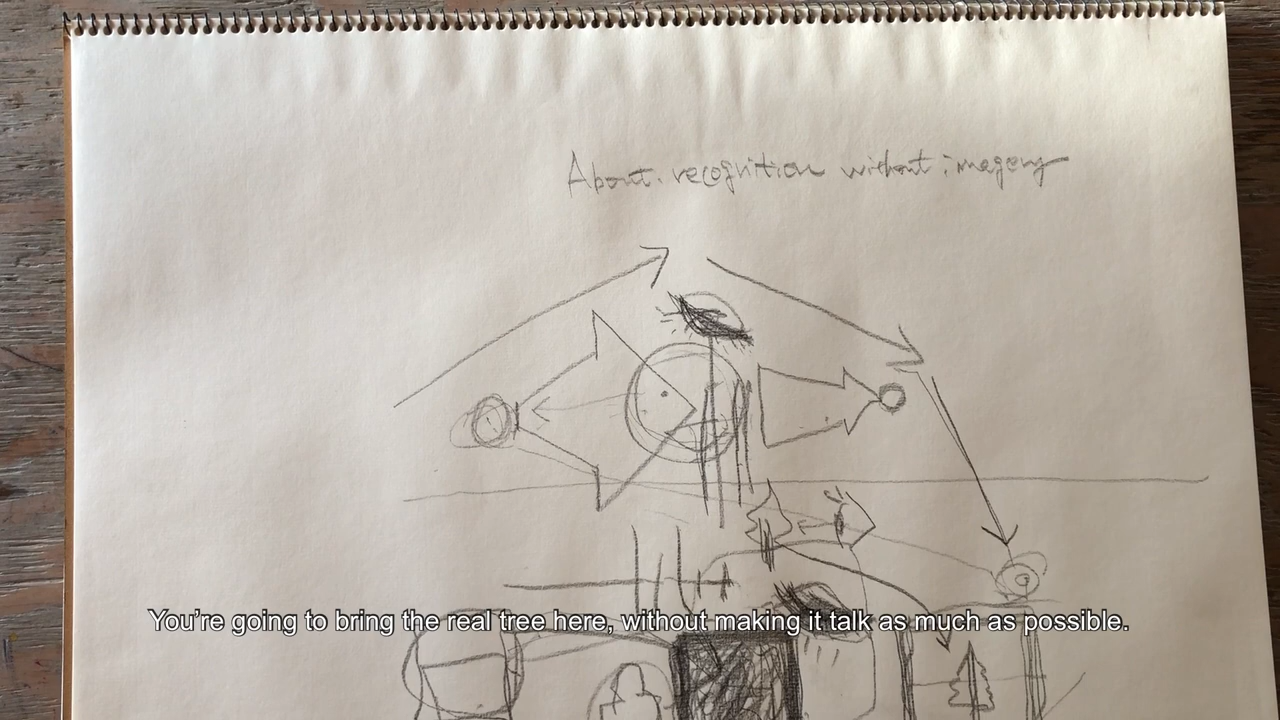 About. recognition without imagery
You're going to bring the real tree here, without making it talk as much as possible.